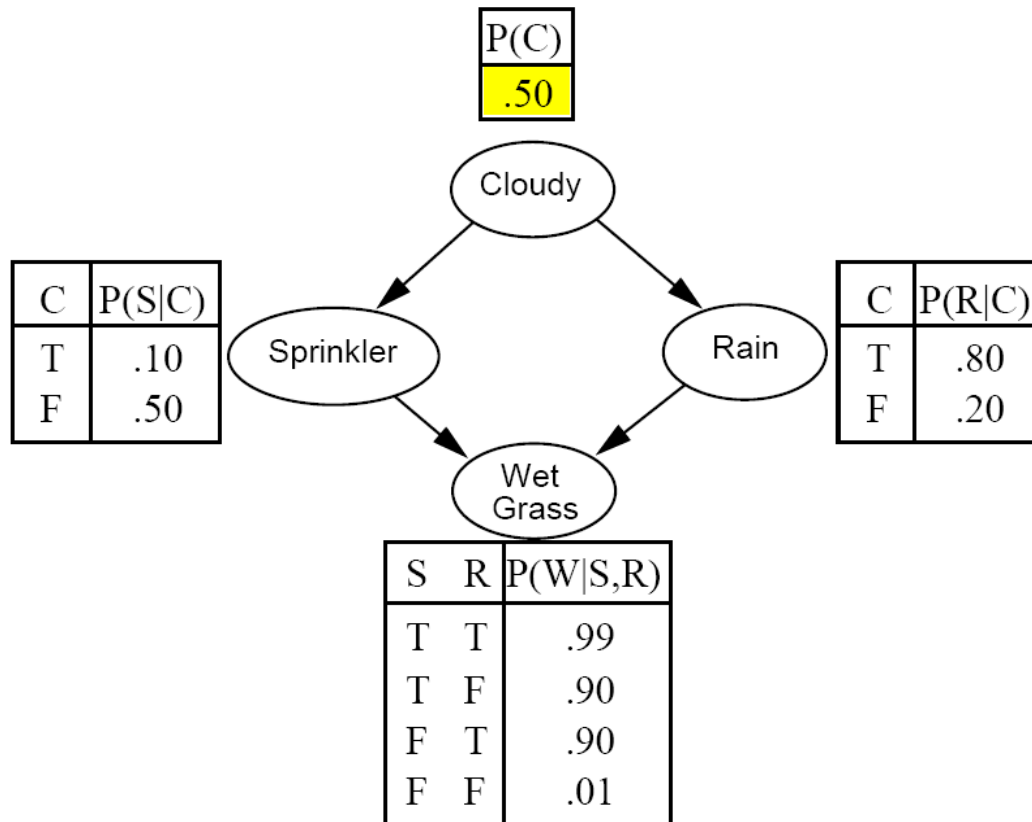 P(C)
.50
Cloudy
C P(S|C)
T .10
F .50
Sprinkler
Rain
C P(R|C)
T .80
F .20
Wet
Grass
S R P(W|S,R)
T T .99
T F .90
F T .90
F F .01